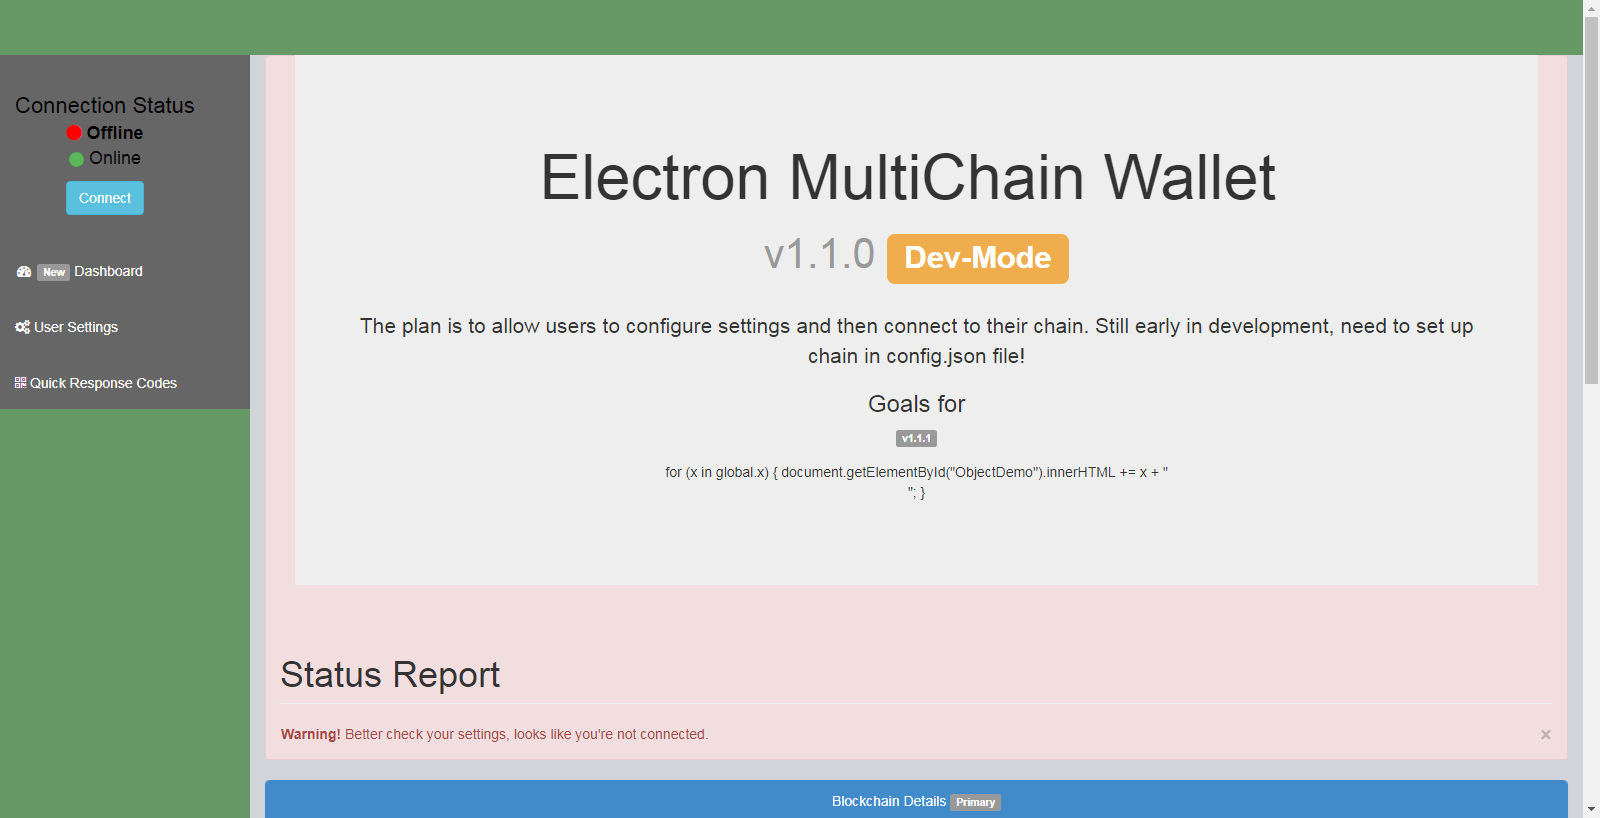 Connection Status
Offline
Online
Connect
New Dashboard
User Settings
Quick Response Codes
Electron MultiChain Wallet
v1.1.0 Dev-Mode
The plan is to allow users to configure settings and then connect to their chain. Still early in development, need to set up
chain in config.json file!
Goals for
v1.1.1
for (x in global.x) { document.getElementById("ObjectDemo").innerHTML += x + "
"; }
Status Report
Warning! Better check your settings, looks like you're not connected.
×
Blockchain Details Primary